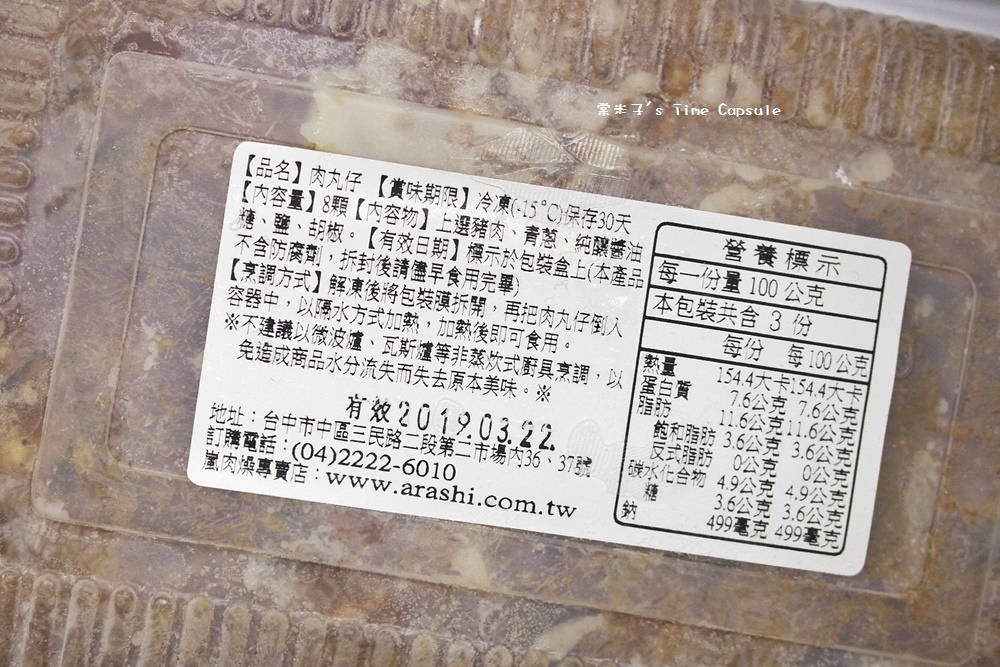 常米子's Time Capsule
【品名】肉丸仔 【賞味期限】冷凍(-15℃)保存30天
【內容量】8顆【內容物】上選豬肉、青蔥、純釀醬油
糖、鹽、胡椒。【有效日期】標示於包裝盒上(本產品
不含防腐劑，拆封後請儘早食用完畢)
【烹調方式】解凍後將包裝膜拆開，再把肉丸仔倒入
容器中，以隔水方式加熱，加熱後即可食用。
※不建議以微波爐、瓦斯爐等非蒸炊式廚具烹調，以
免造成商品水分流失而失去原本美味。※
有效2019.03.22.
地址：台中市中區三民路二段第二市場內36、37號
訂購電話：(04)2222-6010
嵐肉燥專賣店：www.arashi.com.tw
營養標示
每一份量 100 公克
本包裝共含 3 份
每份 每 100 公克
熱量 154.4大卡 154.4大卡
蛋白質 7.6公克 7.6公克
脂肪 11.6公克 11.6公克
飽和脂肪 3.6公克 3.6公克
反式脂肪 0公克 0公克
碳水化合物 4.9公克 4.9公克
糖 3.6公克 3.6公克
鈉 499毫克 499毫克